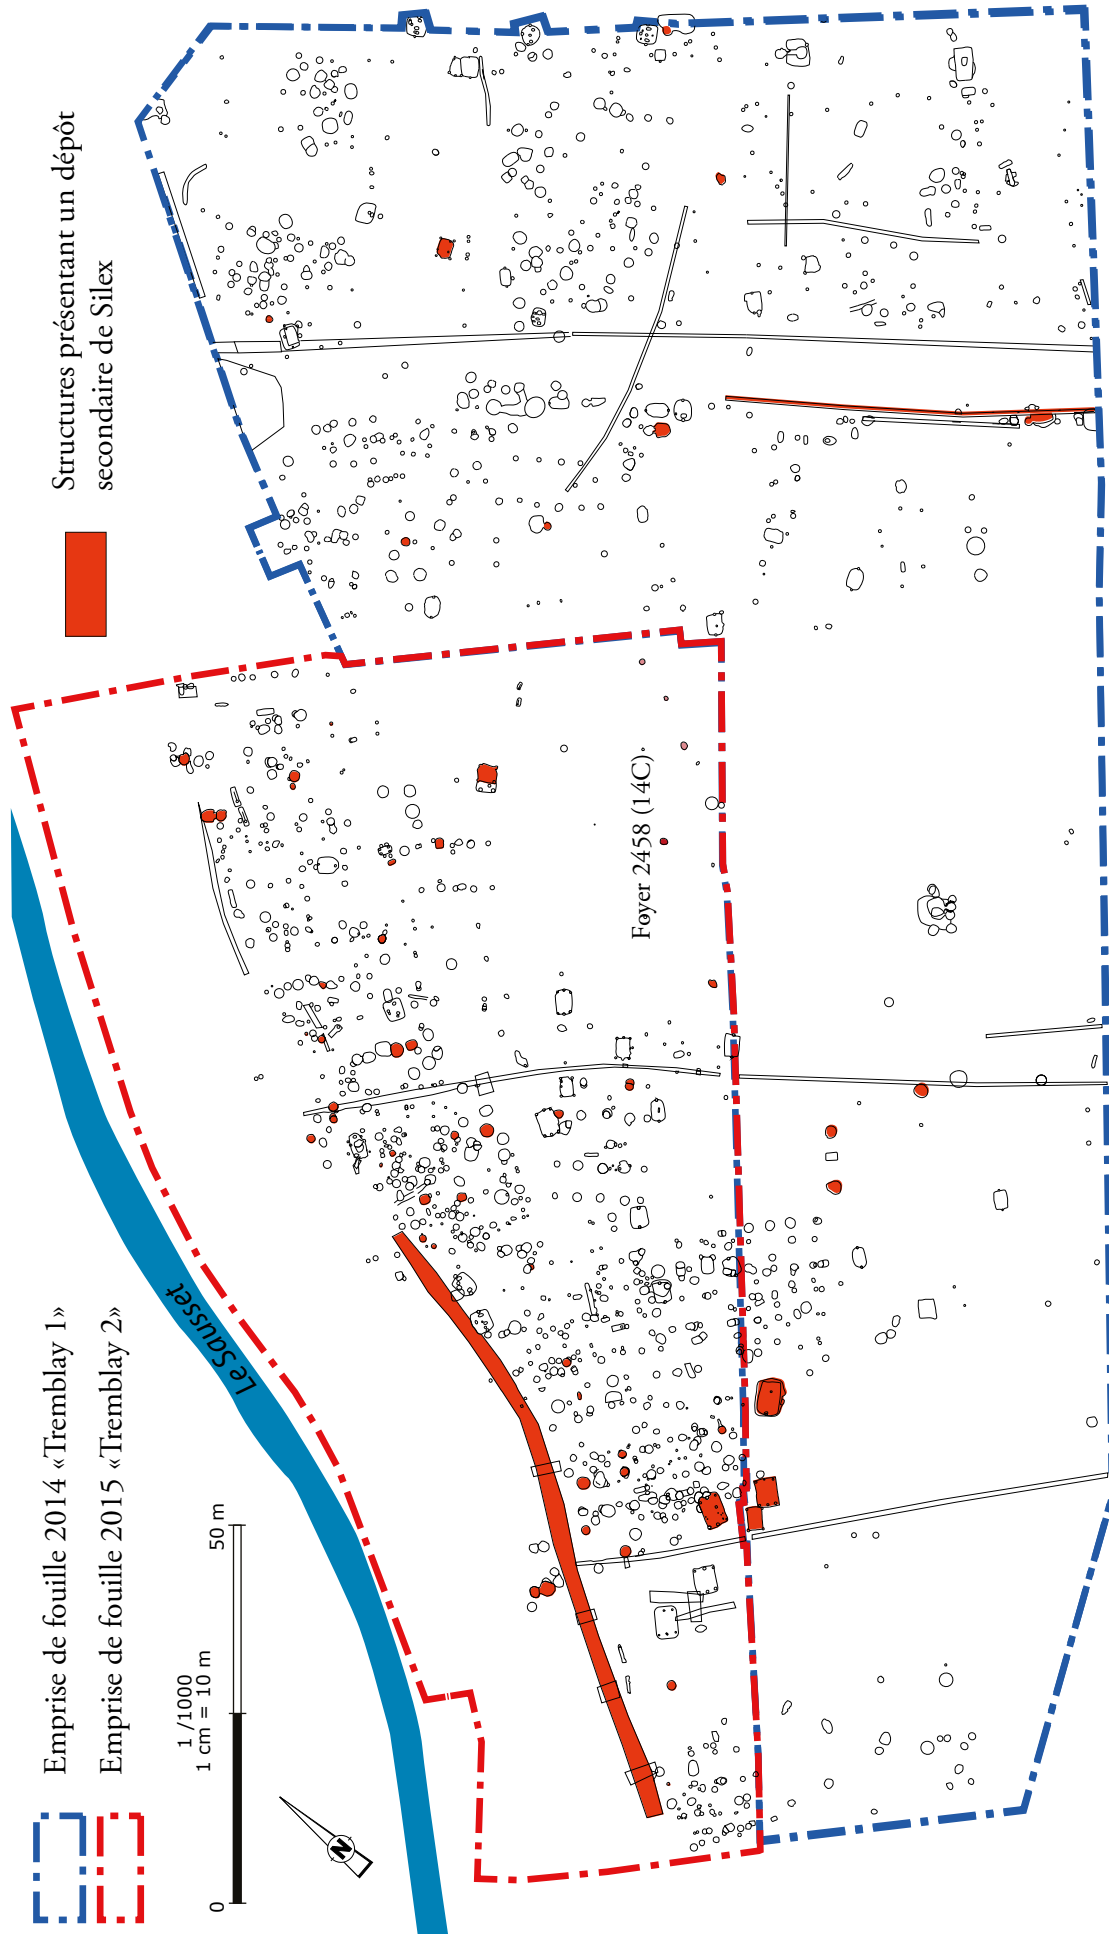 Emprise de fouille 2014 «Tremblay 1»
Emprise de fouille 2015 «Tremblay 2»
Structures présentant un dépôt
secondaire de Silex
1 /1000
1 cm = 10 m
0
50 m
N
Le Sausset
Foyer 2458 (14C)